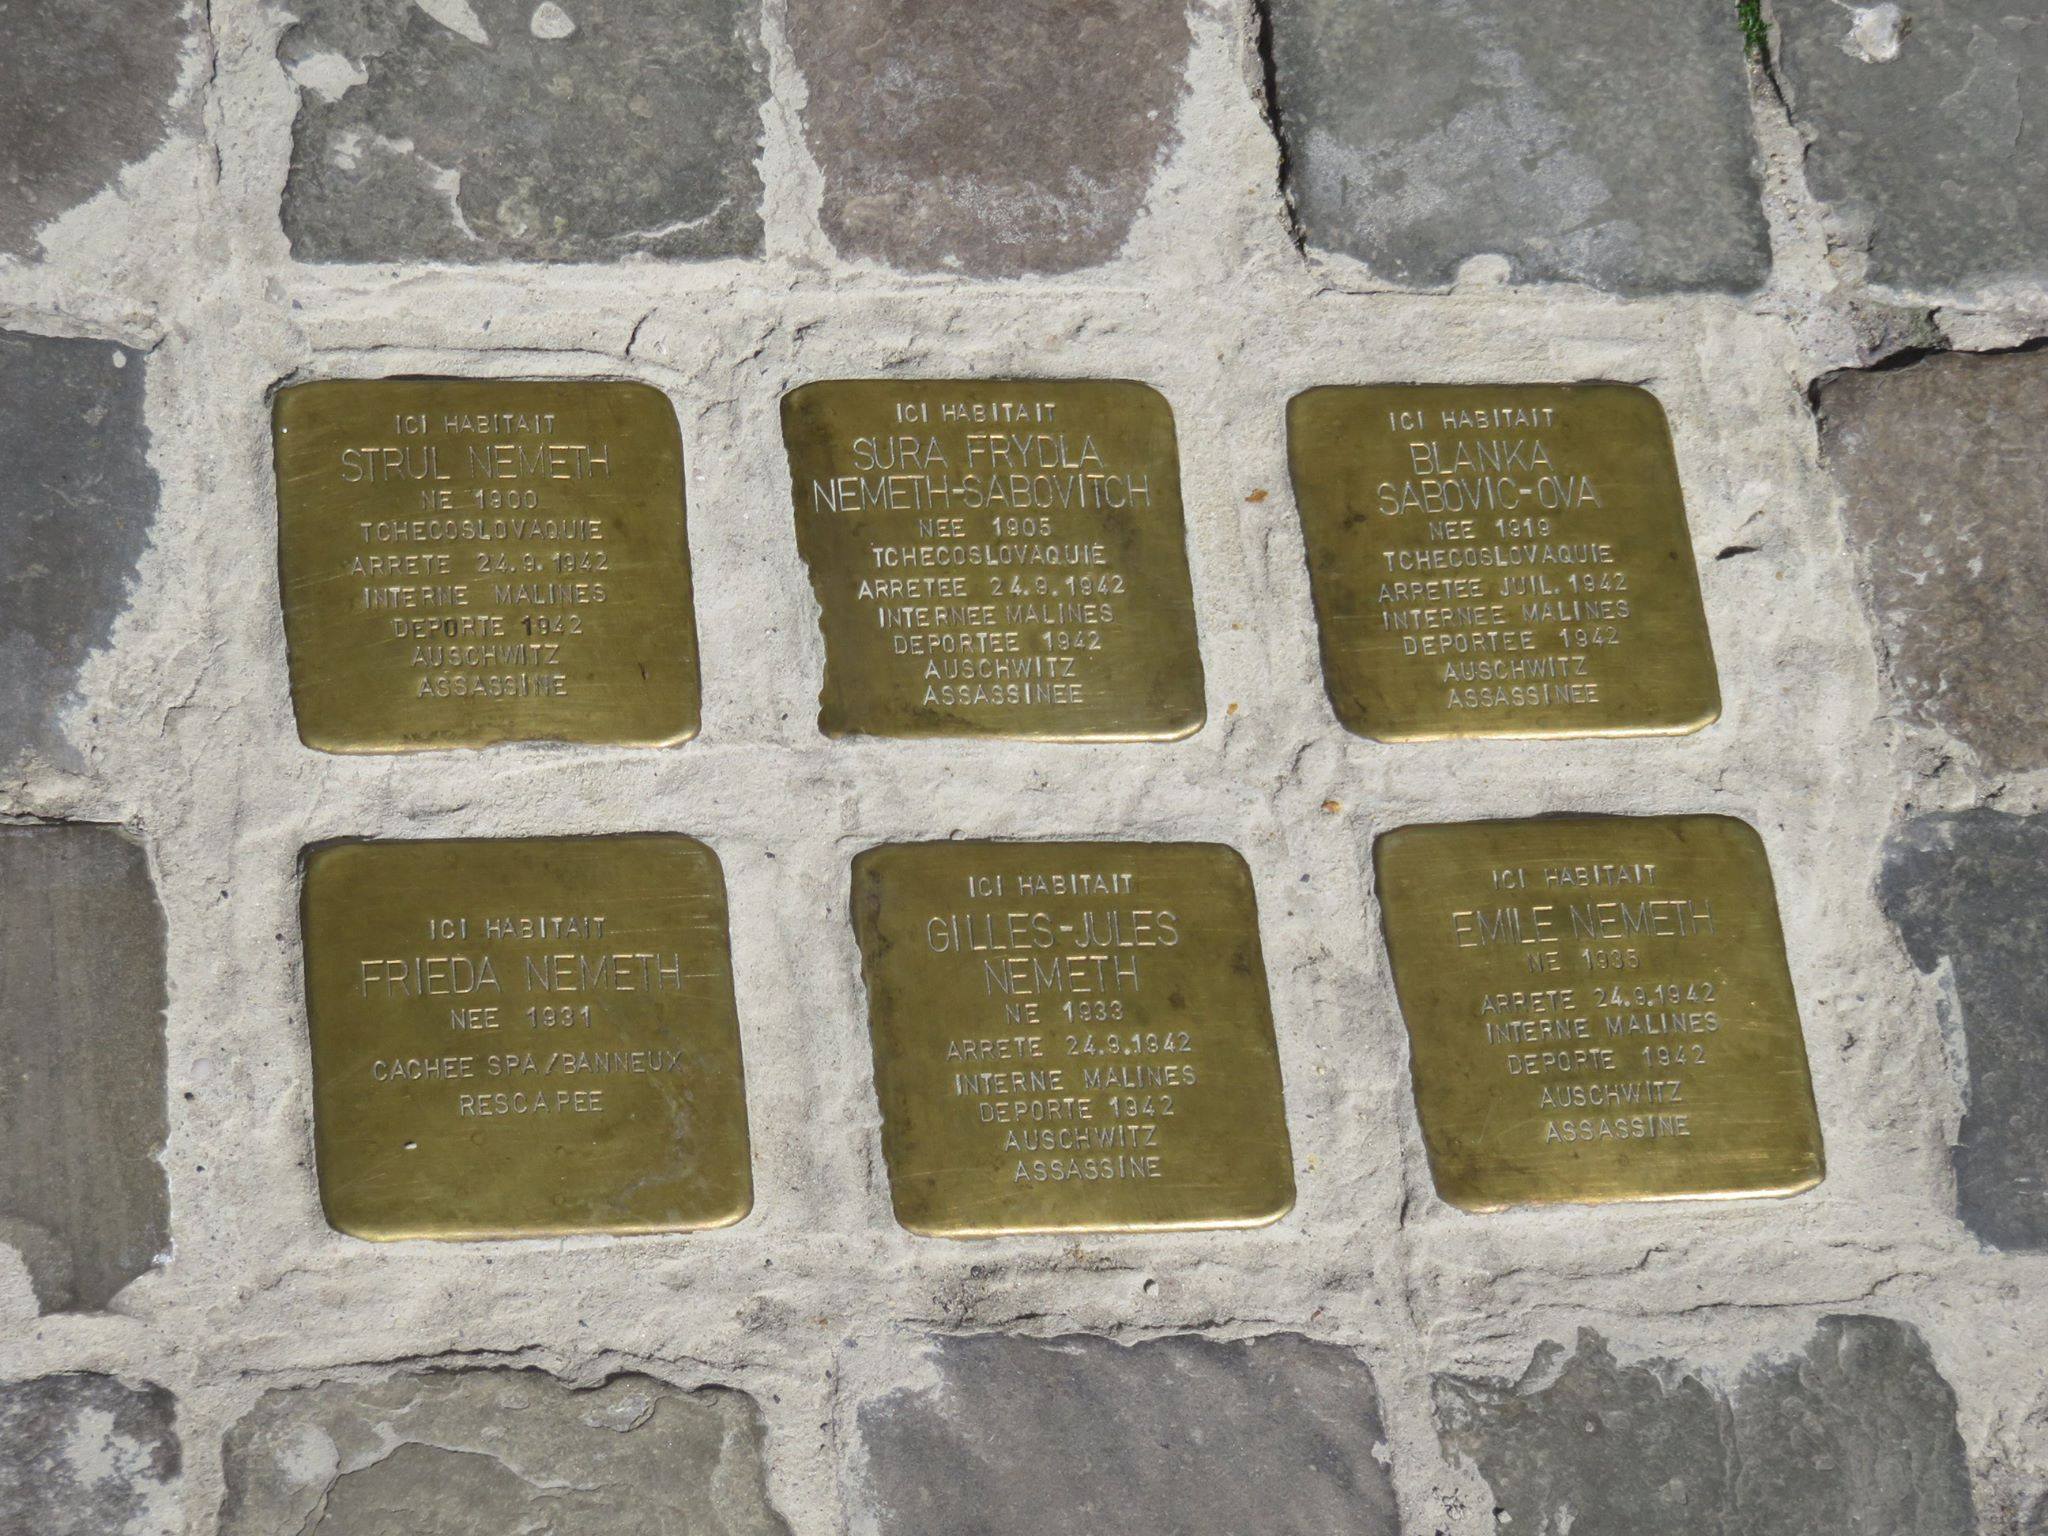 ICI HABITAIT
STRUL NEMETH
NE 1900
TCHECOSLOVAQUIE
ARRETE 24.9.1942
INTERNE MALINES
DEPORTE 1942
AUSCHWITZ
ASSASSINE
ICI HABITAIT
SURA FRYDLA
NEMETH-SABOVITCH
NEE 1905
TCHECOSLOVAQUIE
ARRETEE 24.9.1942
INTERNEE MALINES
DEPORTEE 1942
AUSCHWITZ
ASSASSINEE
ICI HABITAIT
BLANKA
SABOVIC-OVA
NEE 1919
TCHECOSLOVAQUIE
ARRETEE JUIL.1942
INTERNEE MALINES
DEPORTEE 1942
AUSCHWITZ
ASSASSINEE
ICI HABITAIT
FRIEDA NEMETH
NEE 1931
CACHEE SPA/BANNEUX
RESCAPEE
ICI HABITAIT
GILLES-JULES
NEMETH
NE 1933
ARRETE 24.9.1942
INTERNE MALINES
DEPORTE 1942
AUSCHWITZ
ASSASSINE
ICI HABITAIT
EMILE NEMETH
NE 1935
ARRETE 24.9.1942
INTERNE MALINES
DEPORTE 1942
AUSCHWITZ
ASSASSINE